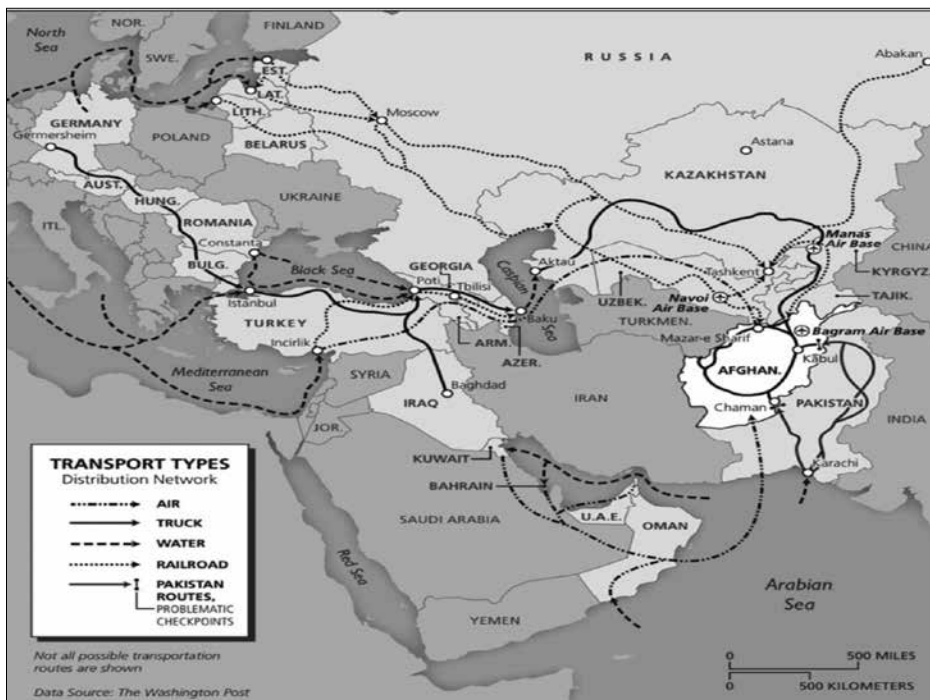 North
Sea
NOR.
SWE.
FINLAND
RUSSIA
Abakan
EST.
LAT.
LITH.
Moscow
GERMANY
Germersheim
POLAND
BELARUS
Astana
KAZAKHSTAN
AUST.
HUNG.
UKRAINE
ITL.
ROMANIA
Constanta
BULG.
Black Sea
GEORGIA
Poti
Tbilisi
Caspian
Sea
Aktau
Manas
Air Base
CHINA
KYRGYZ.
Tashkent
UZBEK.
Navoi
Air Base
TAJIK.
Istanbul
TURKEY
ARM.
Baku
AZER.
TURKMEN.
Mazar-e Sharif
Bagram Air Base
Kabul
Incirlik
Mediterranean
Sea
SYRIA
Baghdad
IRAQ
IRAN
AFGHAN.
Chaman
PAKISTAN
INDIA
JOR.
KUWAIT
BAHRAIN
Karachi
SAUDI ARABIA
U.A.E.
OMAN
Red Sea
YEMEN
Arabian
Sea
TRANSPORT TYPES
Distribution Network
AIR
TRUCK
WATER
RAILROAD
PAKISTAN
ROUTES,
PROBLEMATIC
CHECKPOINTS
Not all possible transportation
routes are shown
Data Source: The Washington Post
0 500 MILES
0 500 KILOMETERS